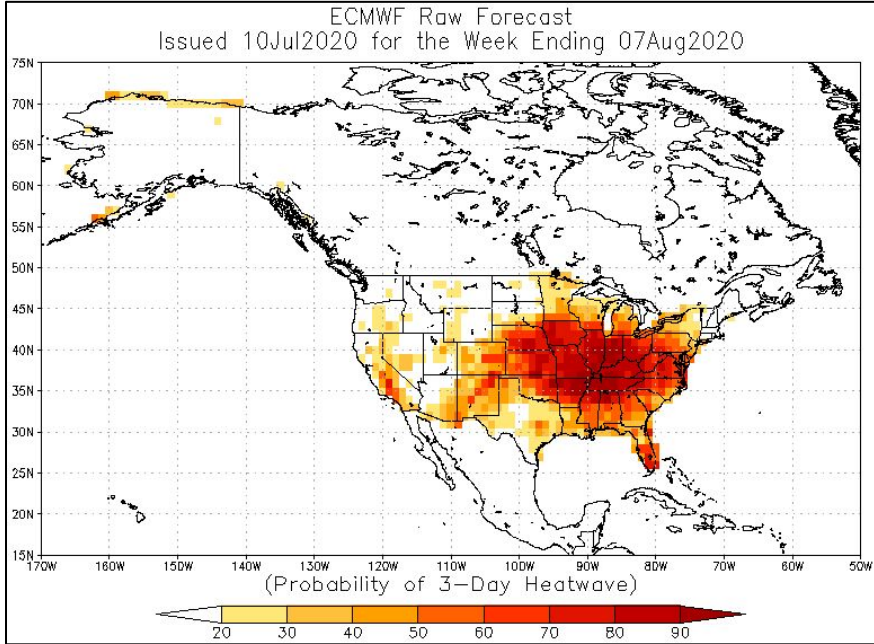 ECMWF Raw Forecast
Issued 10Jul2020 for the Week Ending 07Aug2020
75N
70N
65N
60N
55N
50N
45N
40N
35N
30N
25N
20N
15N
170W 160W 150W 140W 130W 120W 110W 100W 90W 80W 70W 60W 50W
(Probability of 3-Day Heatwave)
20 30 40 50 60 70 80 90